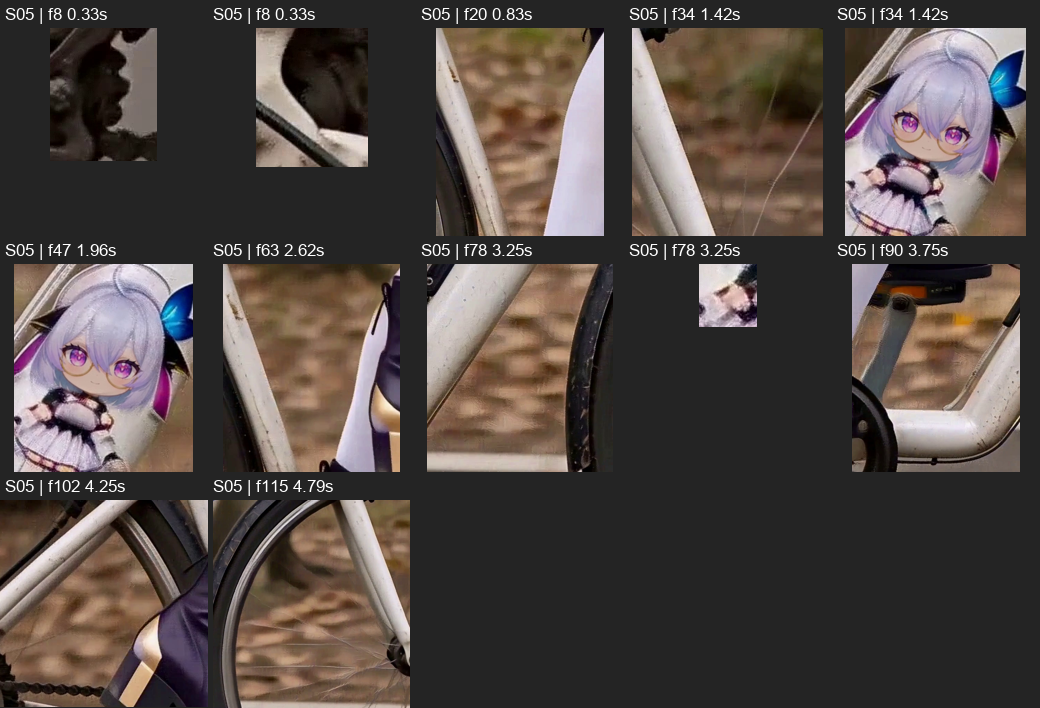 S05 | f8 0.33s
S05 | f8 0.33s
S05 | f20 0.83s
S05 | f34 1.42s
S05 | f34 1.42s
S05 | f47 1.96s
S05 | f63 2.62s
S05 | f78 3.25s
S05 | f78 3.25s
S05 | f90 3.75s
S05 | f102 4.25s
S05 | f115 4.79s